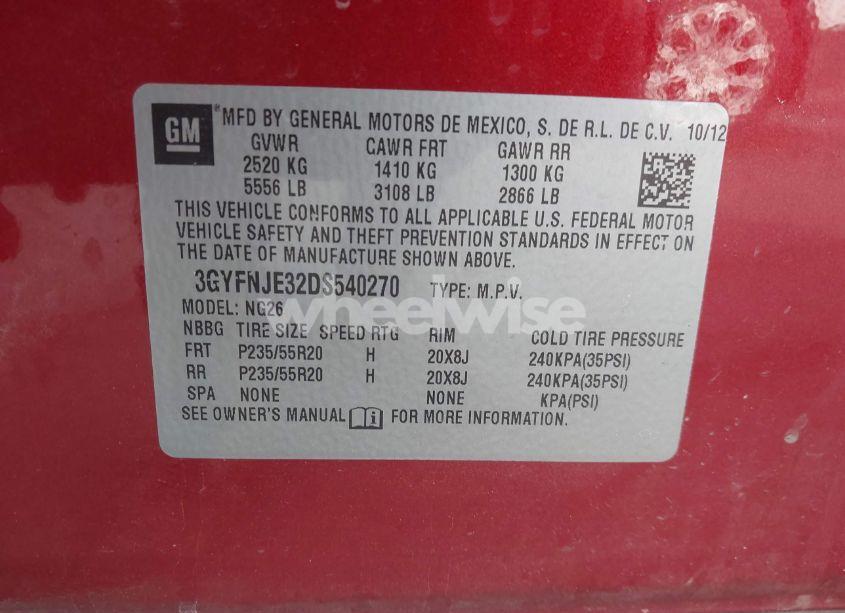 GM ® MFD BY GENERAL MOTORS DE MEXICO, S. DE R.L. DE C.V. 10/12
GVWR CAWR FRT GAWR RR
2520 KG 1410 KG 1300 KG
5556 LB 3108 LB 2866 LB
THIS VEHICLE CONFORMS TO ALL APPLICABLE U.S. FEDERAL MOTOR
VEHICLE SAFETY AND THEFT PREVENTION STANDARDS IN EFFECT ON
THE DATE OF MANUFACTURE SHOWN ABOVE.
3GYFNJE32DS540270 TYPE: M.P.V.
wheelwise
MODEL: NG26
NBBG TIRE SIZE SPEED RTG RIM COLD TIRE PRESSURE
FRT P235/55R20 H 20X8J 240KPA(35PSI)
RR P235/55R20 H 20X8J 240KPA(35PSI)
SPA NONE NONE KPA(PSI)
SEE OWNER'S MANUAL FOR MORE INFORMATION.